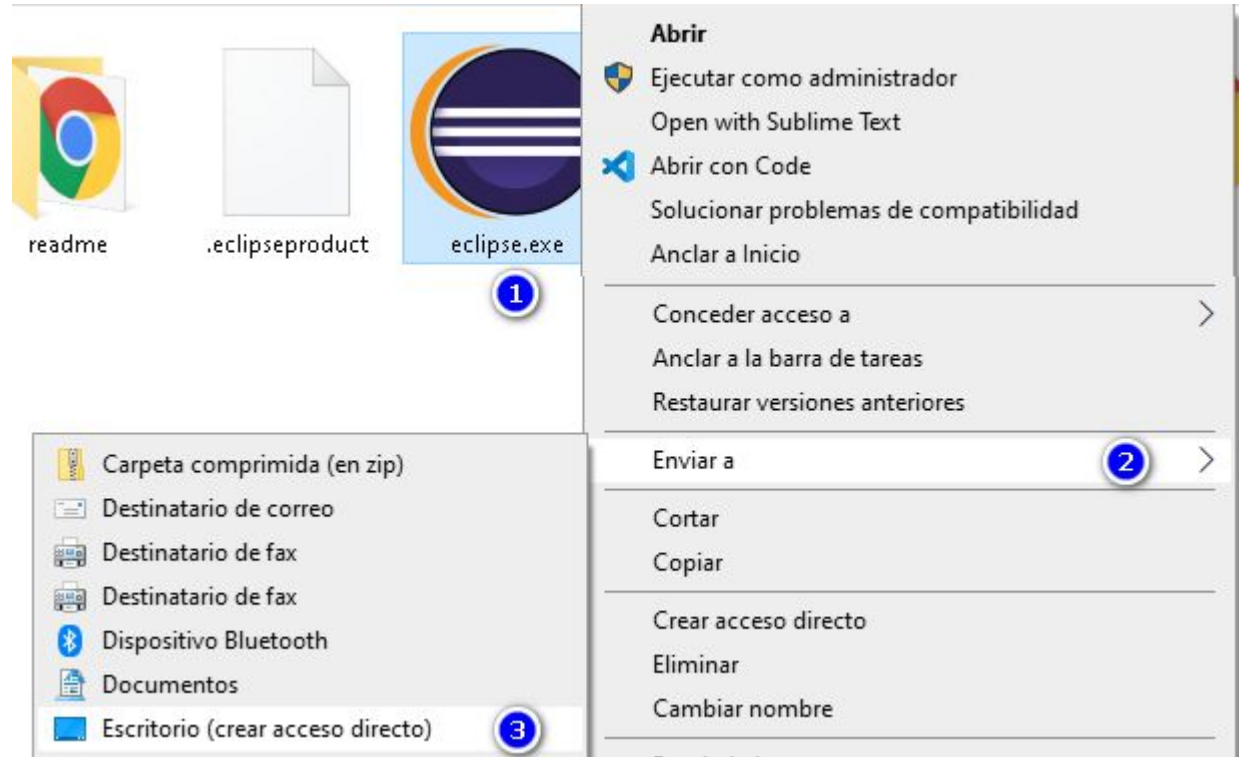 readme
.eclipseproduct
eclipse.exe
1
Abrir
Ejecutar como administrador
Open with Sublime Text
Abrir con Code
Solucionar problemas de compatibilidad
Anclar a Inicio
Conceder acceso a
Anclar a la barra de tareas
Restaurar versiones anteriores
Enviar a
2
Cortar
Copiar
Crear acceso directo
Eliminar
Cambiar nombre
Carpeta comprimida (en zip)
Destinatario de correo
Destinatario de fax
Destinatario de fax
Dispositivo Bluetooth
Documentos
Escritorio (crear acceso directo)
3